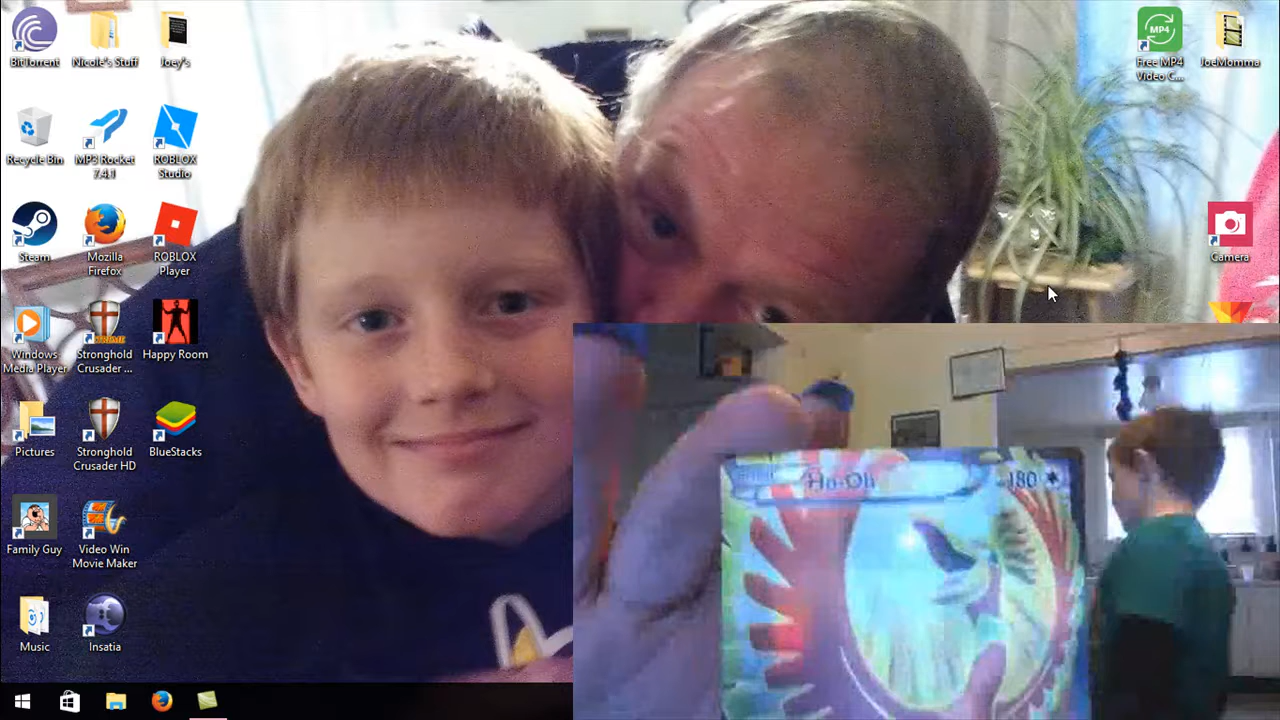 BitTorrent
Nicole's Stuff
Joey's
Free MP4
Video C...
JoeMomma
MP4
Recycle Bin
MP3 Rocket
7.4.1
ROBLOX
Studio
Steam
Mozilla
Firefox
ROBLOX
Player
Camera
Windows
Media Player
Stronghold
Crusader ...
Happy Room
Pictures
Stronghold
Crusader HD
BlueStacks
Ho-Oh
180
Family Guy
Video Win
Movie Maker
Music
Insatia